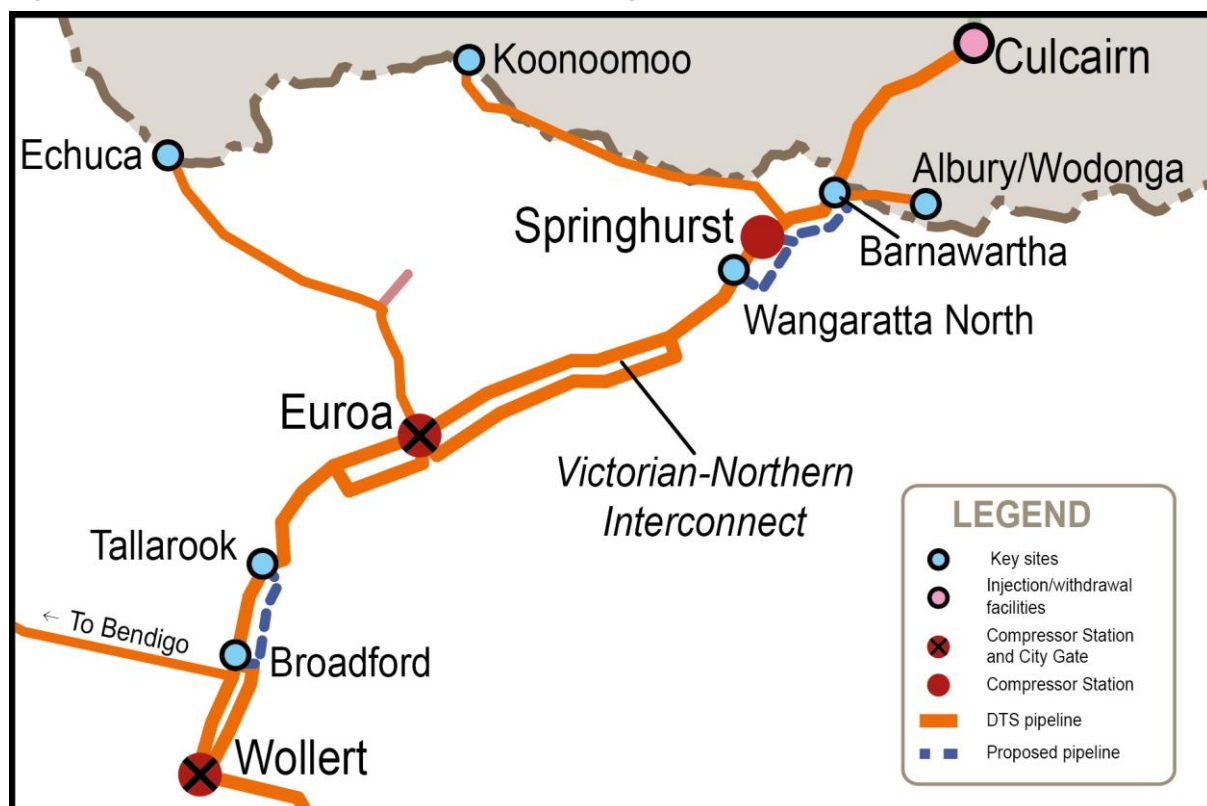 Koonoomoo
Culcairn
Echuca
Albury/Wodonga
Springhurst
Barnawartha
Wangaratta North
Euroa
Victorian-Northern
Interconnect
Tallarook
← To Bendigo
Broadford
Wollert
LEGEND
Key sites
Injection/withdrawal
facilities
Compressor Station
and City Gate
Compressor Station
DTS pipeline
Proposed pipeline